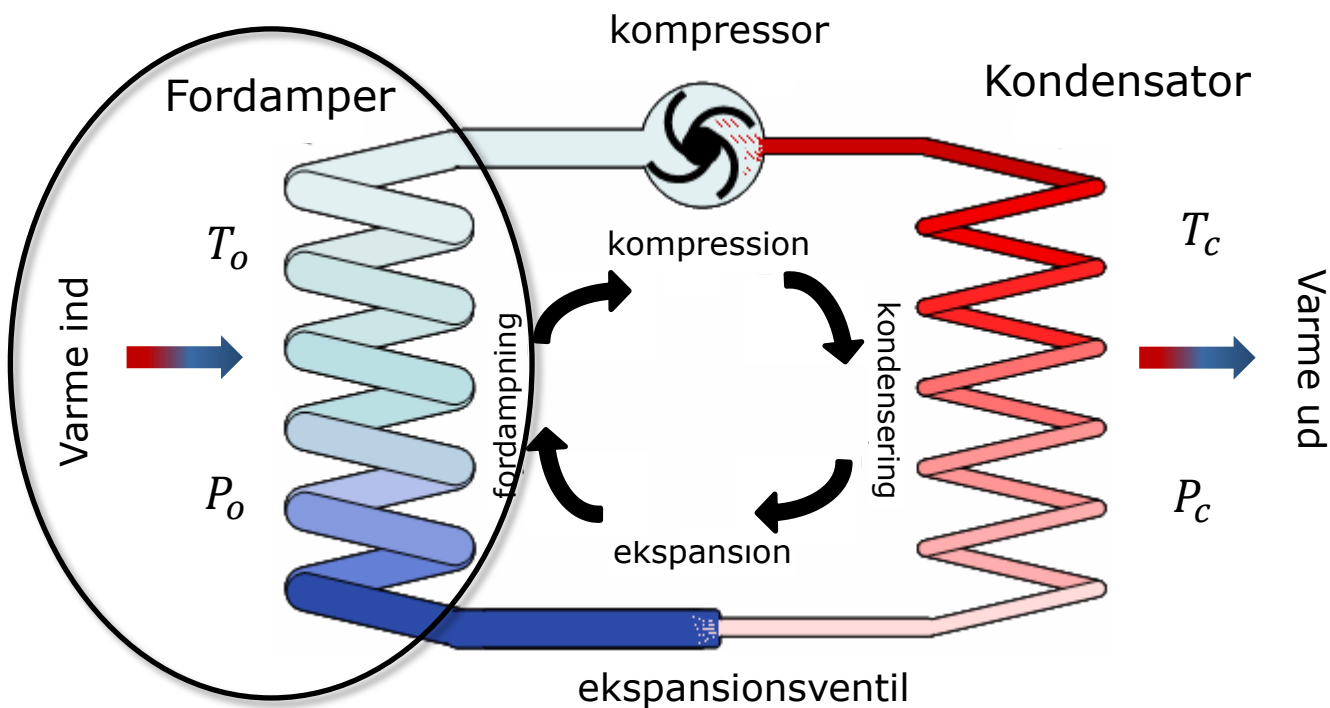 kompressor
Fordamper
Kondensator
T_o
T_c
kompression
Varme ind
fordampning
kondensering
Varme ud
P_o
P_c
ekspansion
ekspansionsventil